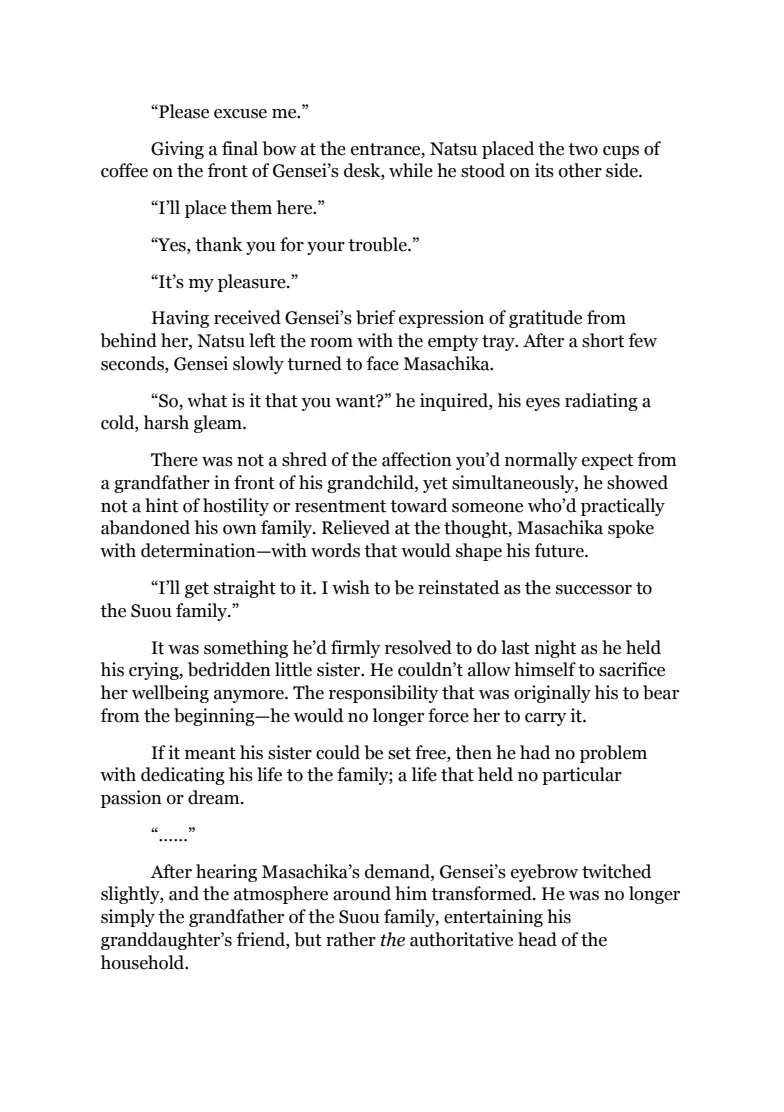 “Please excuse me.”
Giving a final bow at the entrance, Natsu placed the two cups of
coffee on the front of Gensei’s desk, while he stood on its other side.
“I’ll place them here.”
“Yes, thank you for your trouble.”
“It’s my pleasure.”
Having received Gensei’s brief expression of gratitude from
behind her, Natsu left the room with the empty tray. After a short few
seconds, Gensei slowly turned to face Masachika.
“So, what is it that you want?” he inquired, his eyes radiating a
cold, harsh gleam.
There was not a shred of the affection you’d normally expect from
a grandfather in front of his grandchild, yet simultaneously, he showed
not a hint of hostility or resentment toward someone who’d practically
abandoned his own family. Relieved at the thought, Masachika spoke
with determination—with words that would shape his future.
“I’ll get straight to it. I wish to be reinstated as the successor to
the Suou family.”
It was something he’d firmly resolved to do last night as he held
his crying, bedridden little sister. He couldn’t allow himself to sacrifice
her wellbeing anymore. The responsibility that was originally his to bear
from the beginning—he would no longer force her to carry it.
If it meant his sister could be set free, then he had no problem
with dedicating his life to the family; a life that held no particular
passion or dream.
“......”
After hearing Masachika’s demand, Gensei’s eyebrow twitched
slightly, and the atmosphere around him transformed. He was no longer
simply the grandfather of the Suou family, entertaining his
granddaughter’s friend, but rather the authoritative head of the
household.